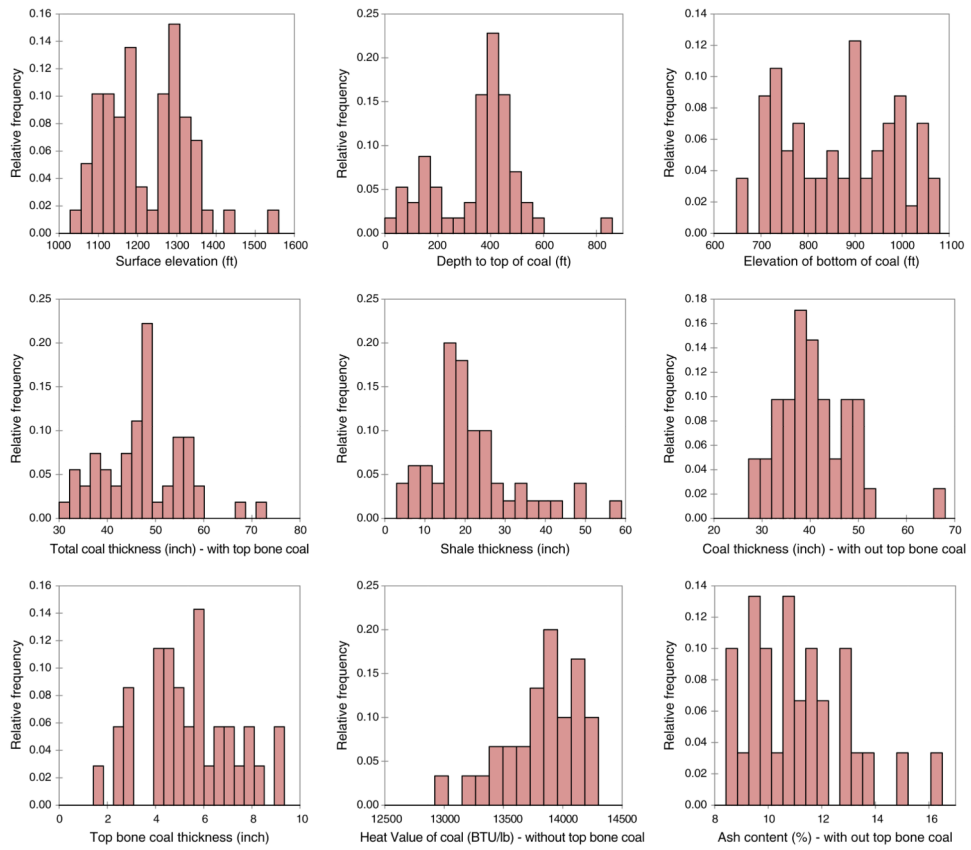 0.16
0.14
0.12
0.10
0.08
0.06
0.04
0.02
0.00
Relative frequency
1000 1100 1200 1300 1400 1500 1600
Surface elevation (ft)
0.25
0.20
0.15
0.10
0.05
0.00
Relative frequency
0 200 400 600 800
Depth to top of coal (ft)
0.14
0.12
0.10
0.08
0.06
0.04
0.02
0.00
Relative frequency
600 700 800 900 1000 1100
Elevation of bottom of coal (ft)
0.25
0.20
0.15
0.10
0.05
0.00
Relative frequency
30 40 50 60 70 80
Total coal thickness (inch) - with top bone coal
0.25
0.20
0.15
0.10
0.05
0.00
Relative frequency
0 10 20 30 40 50 60
Shale thickness (inch)
0.18
0.16
0.14
0.12
0.10
0.08
0.06
0.04
0.02
0.00
Relative frequency
20 30 40 50 60 70
Coal thickness (inch) - with out top bone coal
0.16
0.14
0.12
0.10
0.08
0.06
0.04
0.02
0.00
Relative frequency
0 2 4 6 8 10
Top bone coal thickness (inch)
0.25
0.20
0.15
0.10
0.05
0.00
Relative frequency
12500 13000 13500 14000 14500
Heat Value of coal (BTU/lb) - without top bone coal
0.16
0.14
0.12
0.10
0.08
0.06
0.04
0.02
0.00
Relative frequency
8 10 12 14 16
Ash content (%) - with out top bone coal